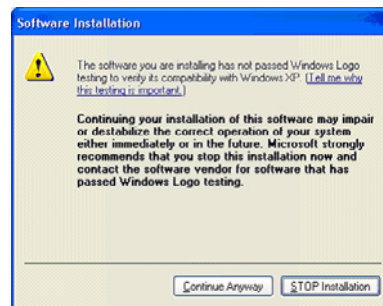 Software Installation
The software you are installing has not passed Windows Logo
testing to verify its compatibility with Windows XP. (Tell me why
this testing is important.)
Continuing your installation of this software may impair
or destabilize the correct operation of your system
either immediately or in the future. Microsoft strongly
recommends that you stop this installation now and
contact the software vendor for software that has
passed Windows Logo testing.
Continue Anyway
STOP Installation